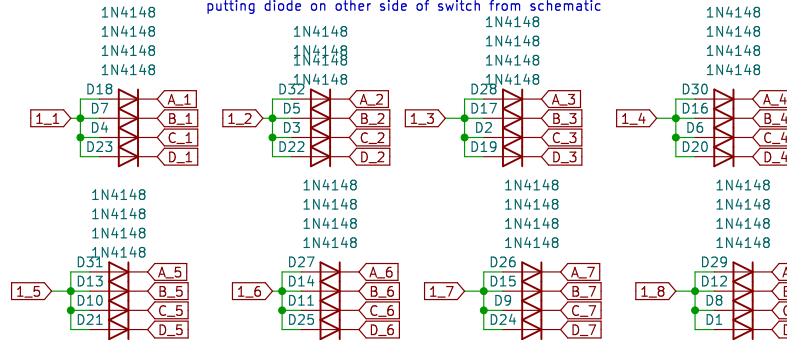 putting diode on other side of switch from schematic
1N4148
1N4148
1N4148
1N4148
D18
A_1
1_1
D7
B_1
D4
C_1
D23
D_1
1N4148
1N4148
1N4148
1N4148
D32
A_2
1_2
D5
B_2
D3
C_2
D22
D_2
1N4148
1N4148
1N4148
1N4148
D28
A_3
1_3
D17
B_3
D2
C_3
D19
D_3
1N4148
1N4148
1N4148
1N4148
D30
A_4
1_4
D16
B_4
D6
C_4
D20
D_4
1N4148
1N4148
1N4148
1N4148
D31
A_5
1_5
D13
B_5
D10
C_5
D21
D_5
1N4148
1N4148
1N4148
1N4148
D27
A_6
1_6
D14
B_6
D11
C_6
D25
D_6
1N4148
1N4148
1N4148
1N4148
D26
A_7
1_7
D15
B_7
D9
C_7
D24
D_7
1N4148
1N4148
1N4148
1N4148
D29
1_8
D12
D8
D1